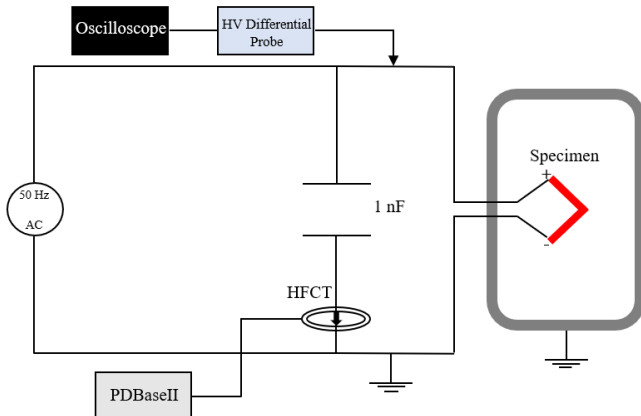 Oscilloscope
HV Differential
Probe
50 Hz
AC
1 nF
Specimen
+
-
HFCT
PDBaseII